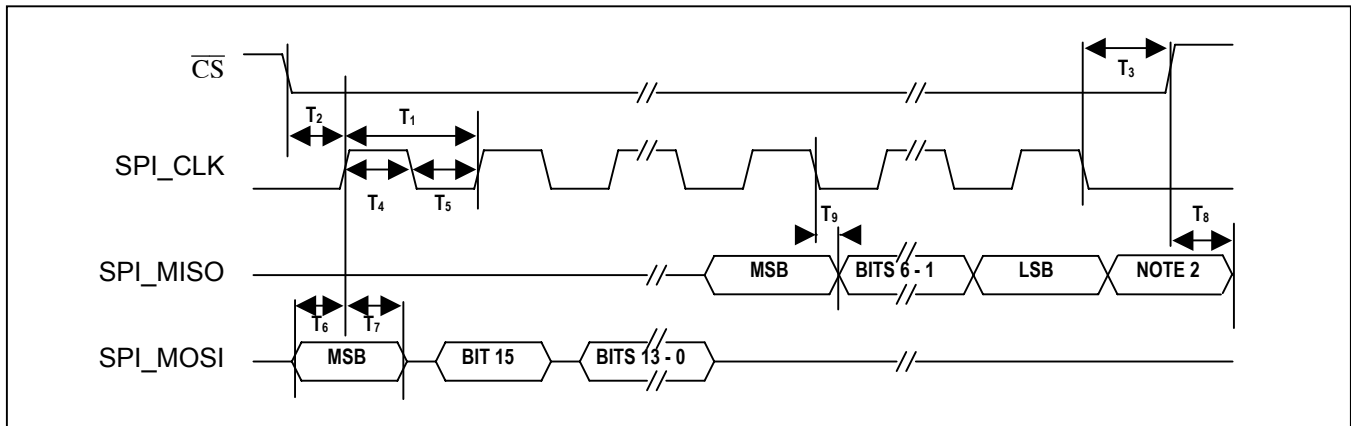 CS
T3
T2
T1
SPI_CLK
T4
T5
T9
T8
SPI_MISO
MSB
BITS 6 - 1
LSB
NOTE 2
T6
T7
SPI_MOSI
MSB
BIT 15
BITS 13 - 0